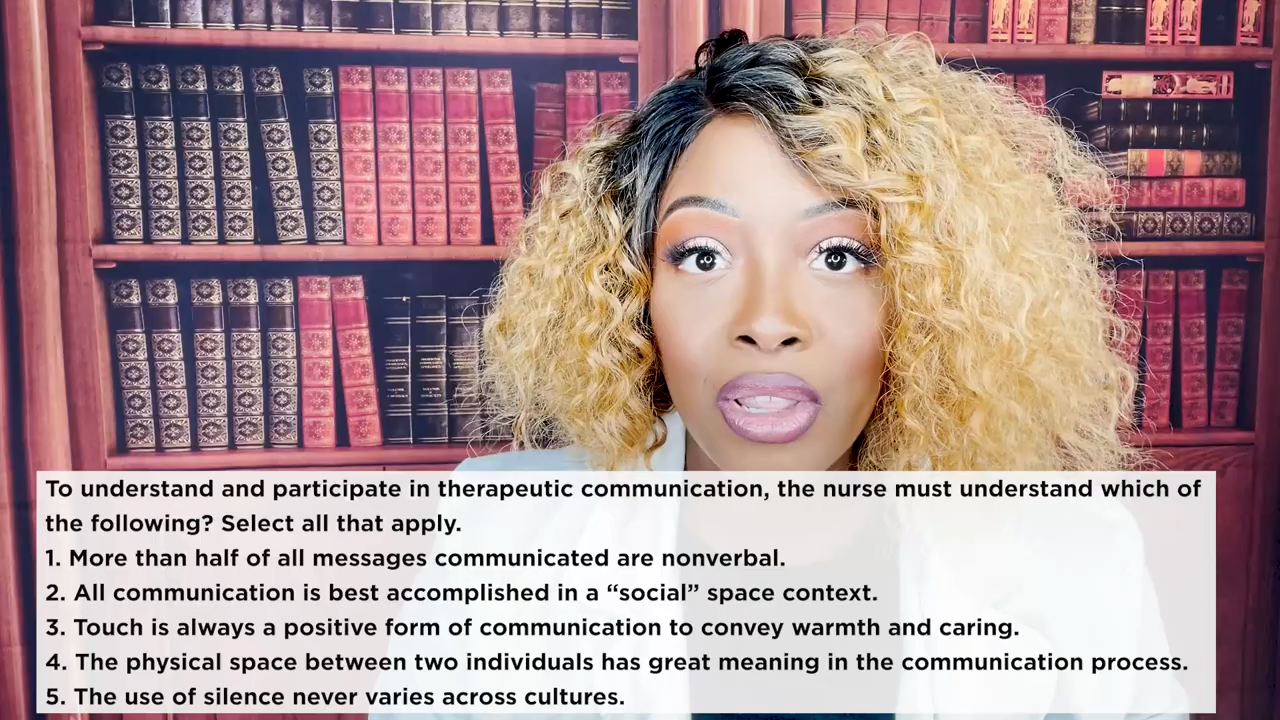 To understand and participate in therapeutic communication, the nurse must understand which of
the following? Select all that apply.
1. More than half of all messages communicated are nonverbal.
2. All communication is best accomplished in a “social” space context.
3. Touch is always a positive form of communication to convey warmth and caring.
4. The physical space between two individuals has great meaning in the communication process.
5. The use of silence never varies across cultures.